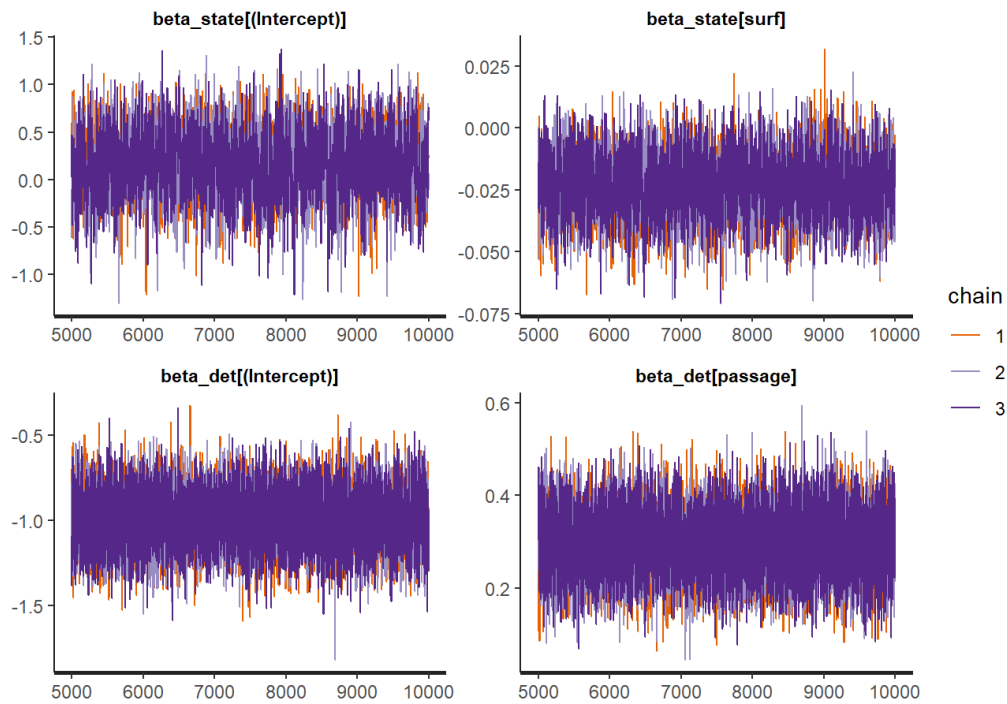 beta_state[(Intercept)]
1.5
1.0
0.5
0.0
-0.5
-1.0
5000 6000 7000 8000 9000 10000
beta_state[surf]
0.025
0.000
-0.025
-0.050
-0.075
5000 6000 7000 8000 9000 10000
beta_det[(Intercept)]
-0.5
-1.0
-1.5
5000 6000 7000 8000 9000 10000
beta_det[passage]
0.6
0.4
0.2
5000 6000 7000 8000 9000 10000
chain
1
2
3